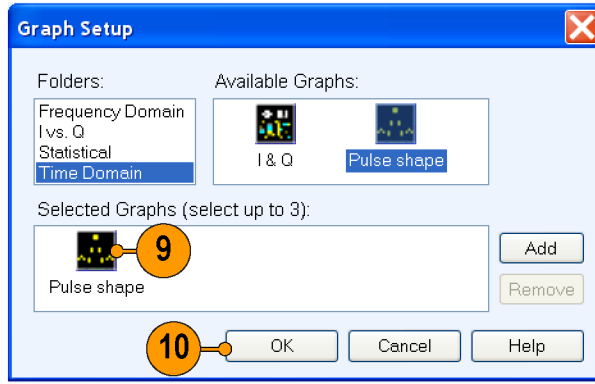 Graph Setup
Folders: Available Graphs:
Frequency Domain
I vs. Q
Statistical
Time Domain
I & Q Pulse shape
Selected Graphs (select up to 3):
9
Pulse shape
Add
Remove
10 OK Cancel Help